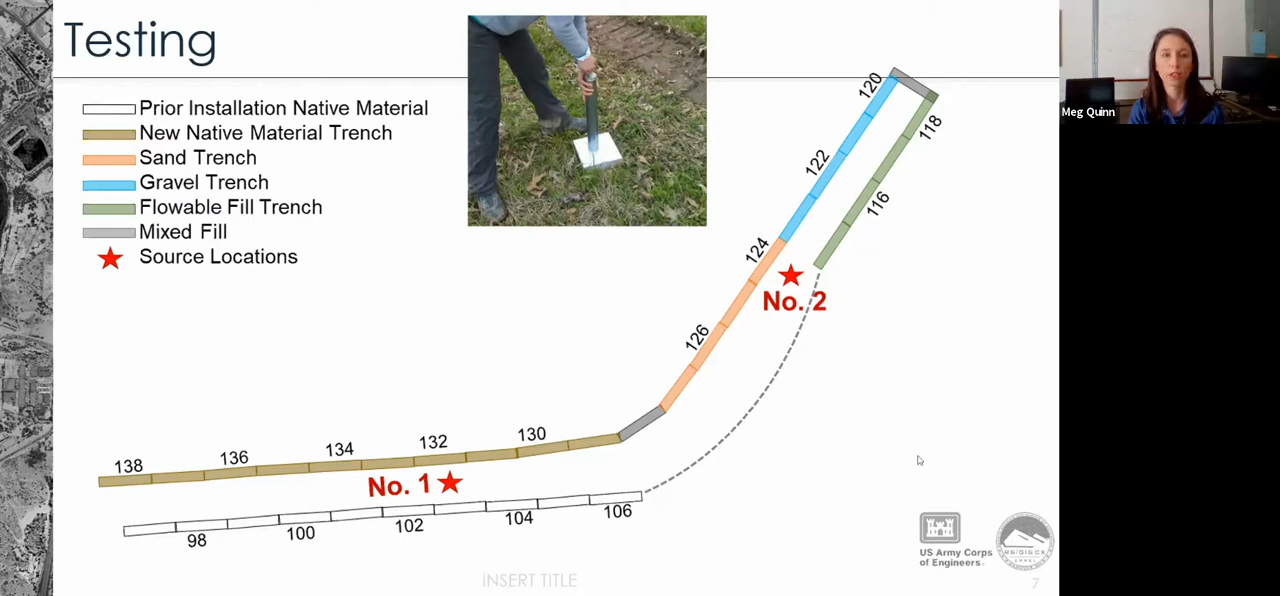 Testing
Prior Installation Native Material
New Native Material Trench
Sand Trench
Gravel Trench
Flowable Fill Trench
Mixed Fill
Source Locations
120
118
122
116
124
No. 2
126
130
132
134
136
138
No. 1
98
100
102
104
106
Meg Quinn
US Army Corps
of Engineers
INSERT TITLE
7